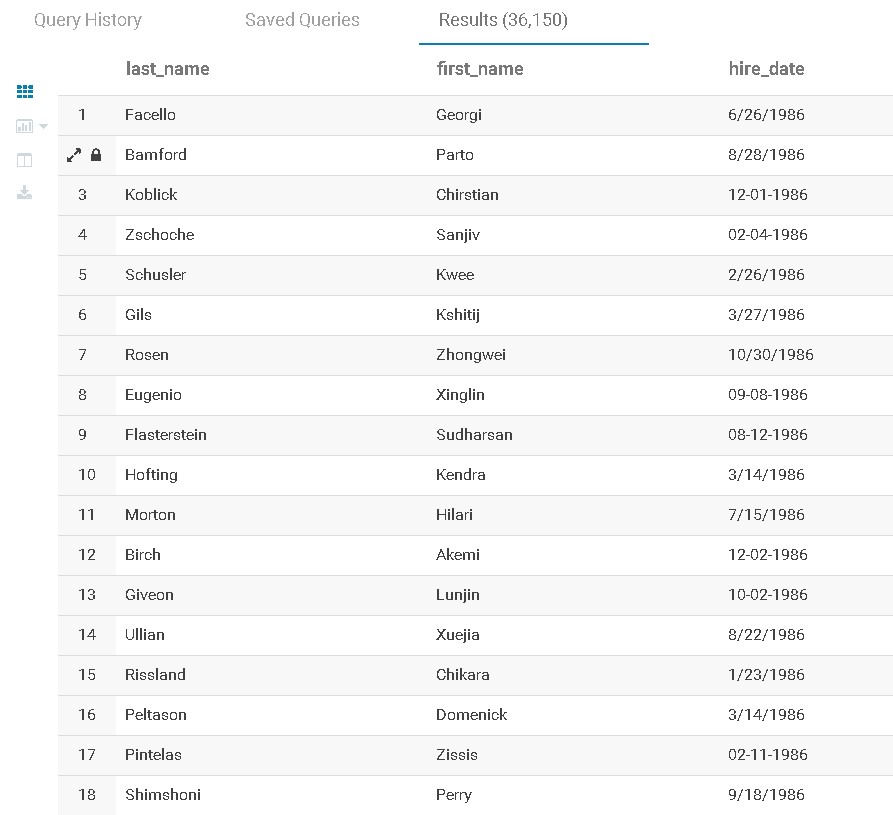 Query History Saved Queries Results (36,150)
last_name first_name hire_date
1 Facello Georgi 6/26/1986
Bamford Parto 8/28/1986
3 Koblick Chirstian 12-01-1986
4 Zschoche Sanjiv 02-04-1986
5 Schusler Kwee 2/26/1986
6 Gils Kshitij 3/27/1986
7 Rosen Zhongwei 10/30/1986
8 Eugenio Xinglin 09-08-1986
9 Flasterstein Sudharsan 08-12-1986
10 Hofting Kendra 3/14/1986
11 Morton Hilari 7/15/1986
12 Birch Akemi 12-02-1986
13 Giveon Lunjin 10-02-1986
14 Ullian Xuejia 8/22/1986
15 Rissland Chikara 1/23/1986
16 Peltason Domenick 3/14/1986
17 Pintelas Zissis 02-11-1986
18 Shimshoni Perry 9/18/1986